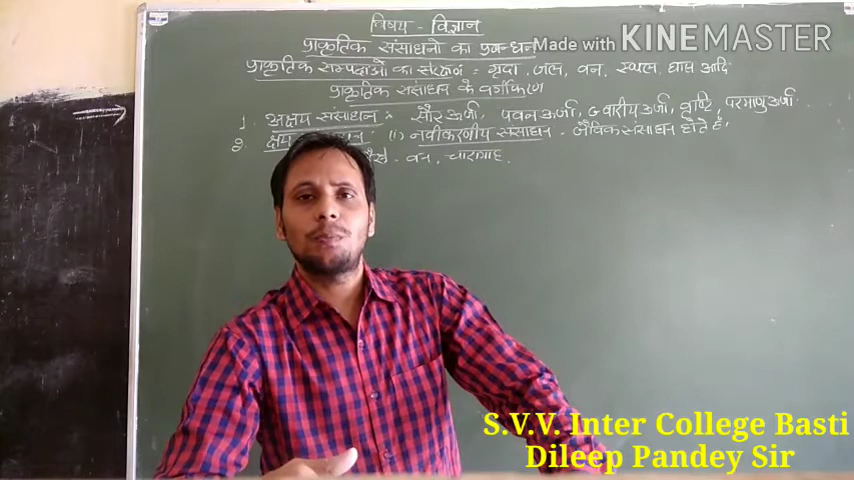 विषय - विज्ञान
प्राकृतिक संसाधनो का प्रबन्धन
Made with KINEMASTER
प्राकृतिक सम्पदाओं का संरक्षण : मृदा, जल, वन, स्थल, घास आदि
प्राकृतिक संसाधन के वर्गीकरण
1. अक्षय संसाधन : सौर ऊर्जा, पवन ऊर्जा, ज्वारीय ऊर्जा, वृष्टि, परमाणु ऊर्जा
2. क्षय (i) नवीकरणीय संसाधन - जैविक संसाधन होते हैं,
जैसे - वन, चारागाह.
S.V.V. Inter College Basti
Dileep Pandey Sir